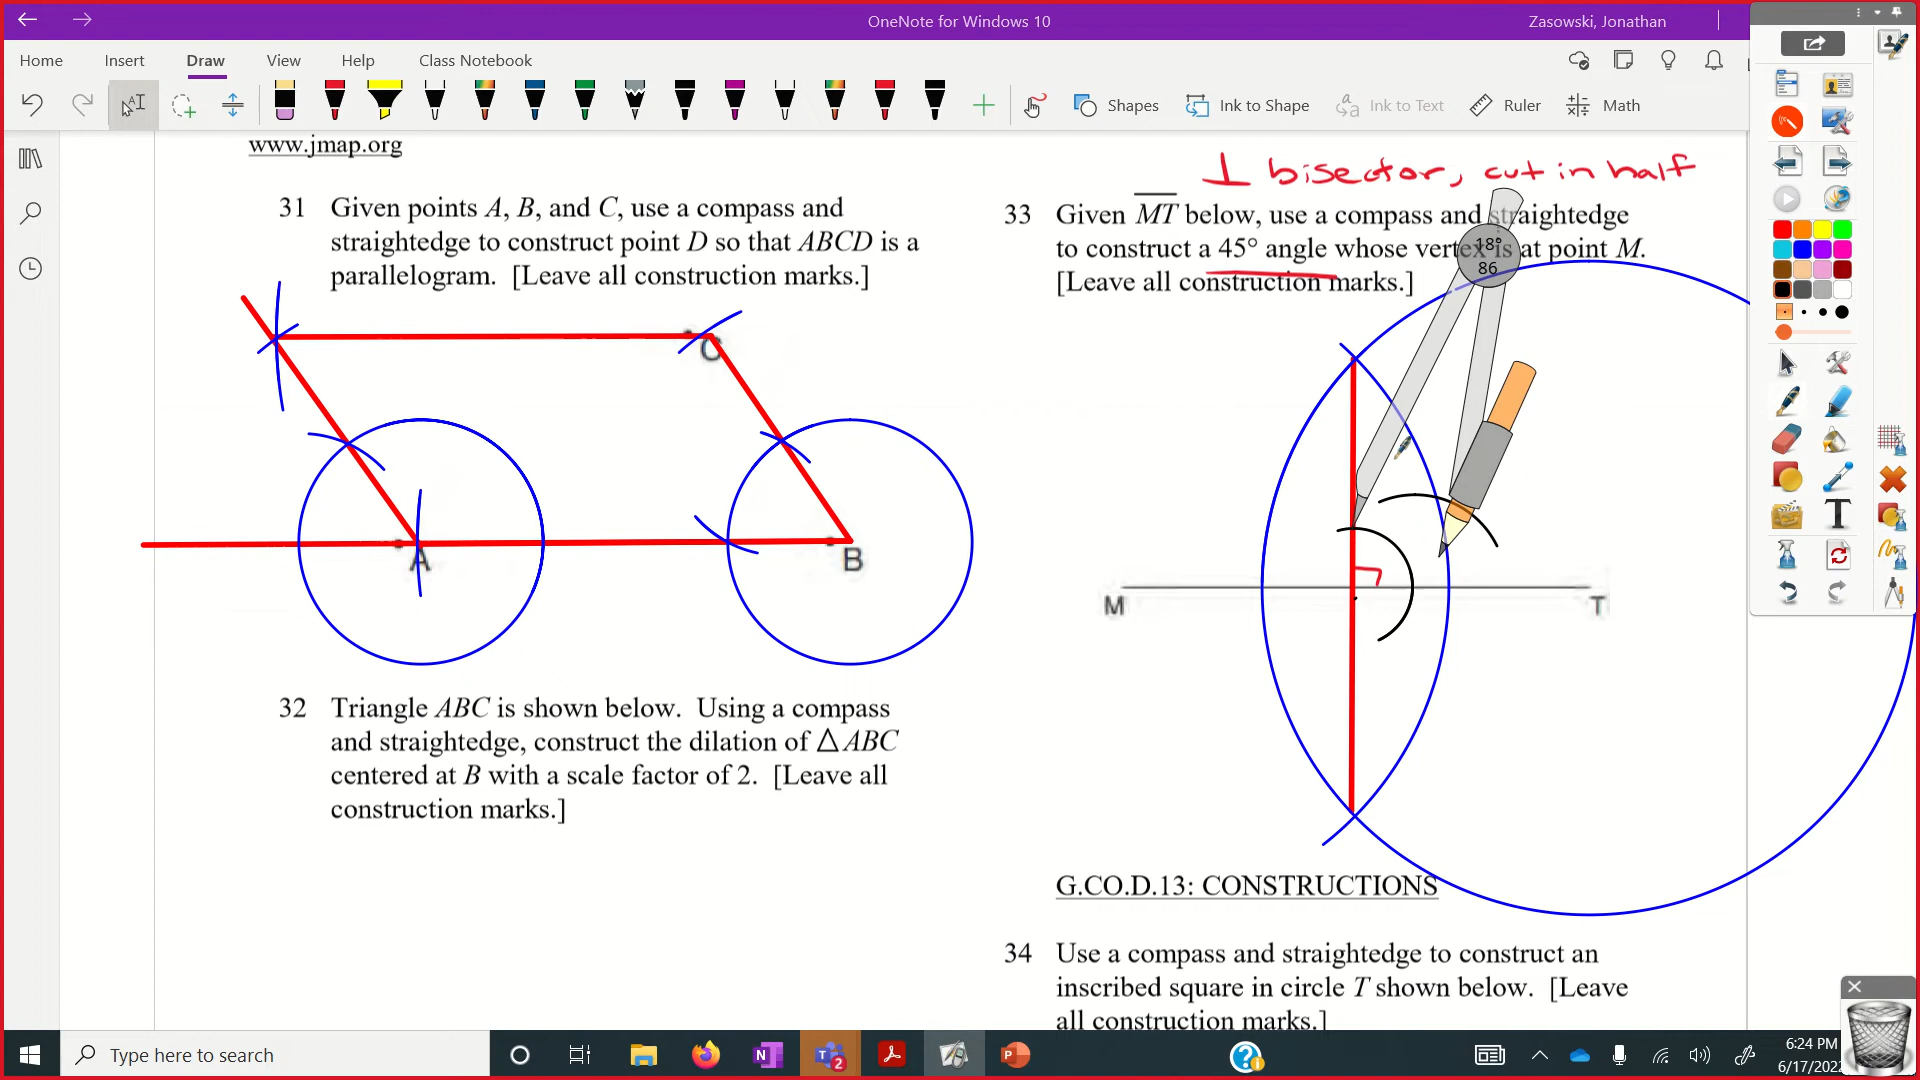 OneNote for Windows 10
Zasowski, Jonathan
Home Insert Draw View Help Class Notebook
Shapes Ink to Shape Ink to Text Ruler Math
www.jmap.org
31 Given points A, B, and C, use a compass and
straightedge to construct point D so that ABCD is a
parallelogram. [Leave all construction marks.]
C
A
B
32 Triangle ABC is shown below. Using a compass
and straightedge, construct the dilation of △ABC
centered at B with a scale factor of 2. [Leave all
construction marks.]
⊥ bisector, cut in half
33 Given MT below, use a compass and straightedge
to construct a 45° angle whose vertex is at point M.
[Leave all construction marks.]
18°
86
M
T
G.CO.D.13: CONSTRUCTIONS
34 Use a compass and straightedge to construct an
inscribed square in circle T shown below. [Leave
all construction marks.]
Type here to search
6:24 PM